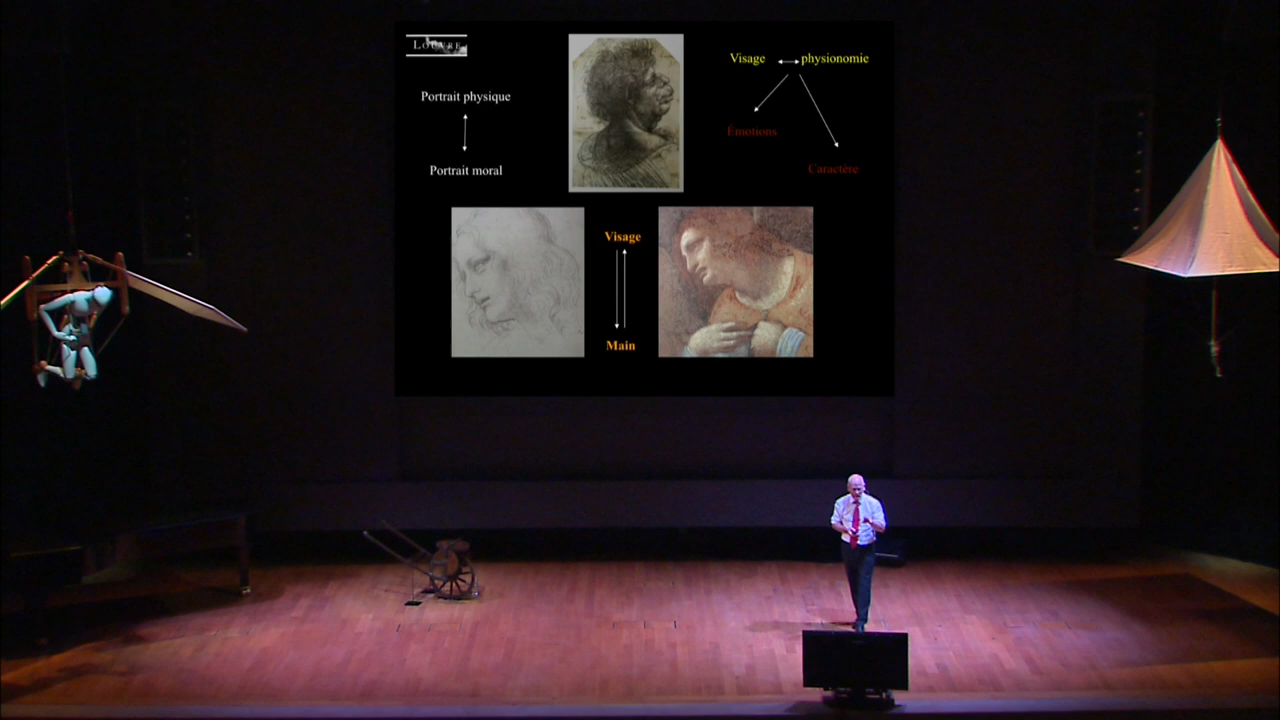 LOUVRE
Portrait physique
Portrait moral
Visage
physionomie
Émotions
Caractère
Visage
Main